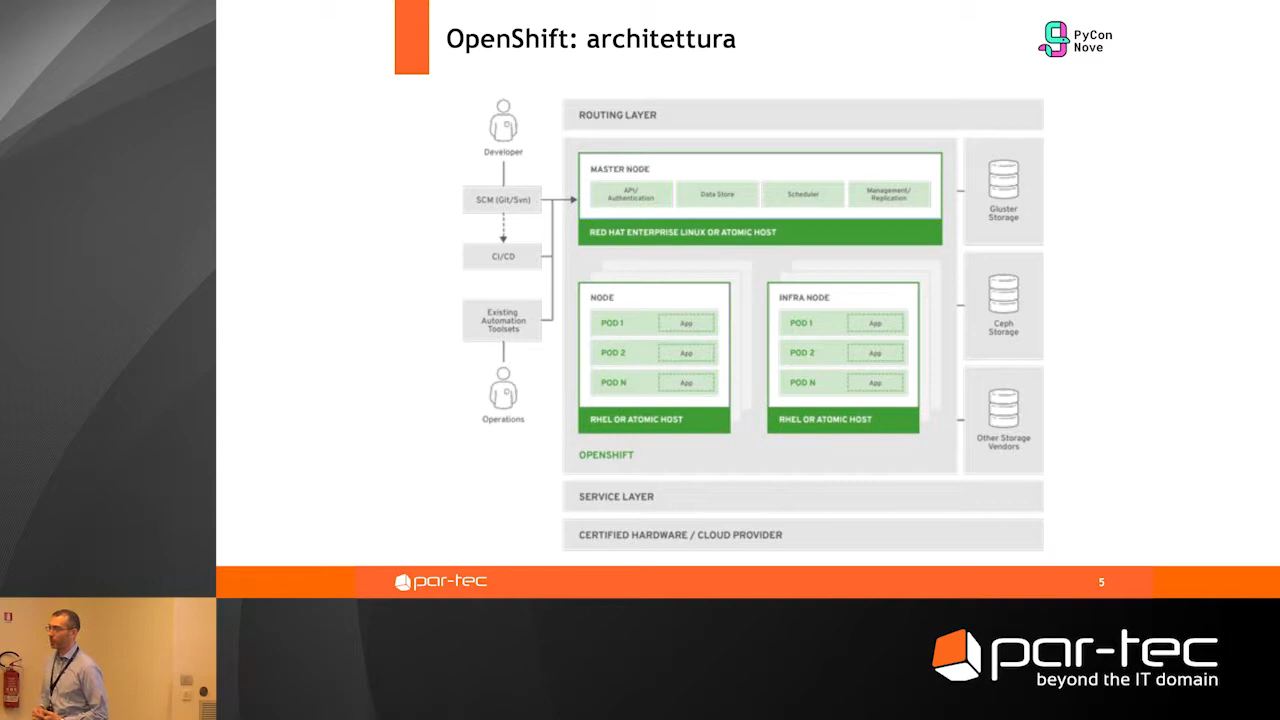 OpenShift: architettura
PyCon
Nove
Developer
SCM (Git/Svn)
CI/CD
Existing
Automation
Toolsets
Operations
ROUTING LAYER
MASTER NODE
API/
Authentication
Data Store
Scheduler
Management/
Replication
RED HAT ENTERPRISE LINUX OR ATOMIC HOST
NODE
POD 1
App
POD 2
App
POD N
App
RHEL OR ATOMIC HOST
INFRA NODE
POD 1
App
POD 2
App
POD N
App
RHEL OR ATOMIC HOST
OPENSHIFT
Gluster
Storage
Ceph
Storage
Other Storage
Vendors
SERVICE LAYER
CERTIFIED HARDWARE / CLOUD PROVIDER
par-tec
5
par-tec
beyond the IT domain